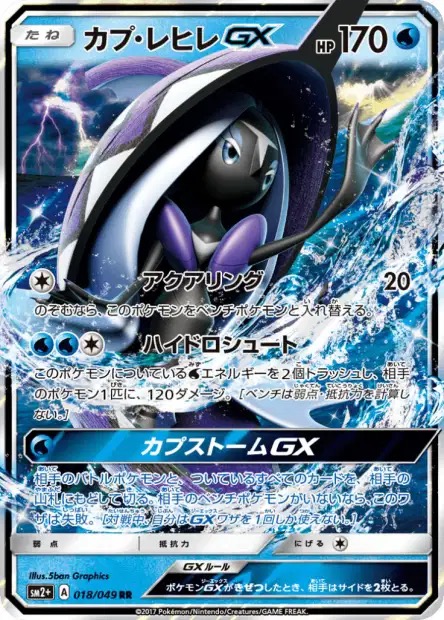 たね カプ・レヒレGX HP170
アクアリング 20
のぞむなら、このポケモンをベンチポケモンと入れ替える。
ハイドロシュート
このポケモンについているエネルギーを2個トラッシュし、相手
のポケモン1匹に、120ダメージ。[ベンチは弱点・抵抗力を計算し
ない。]
カプストームGX
相手のバトルポケモンと、ついているすべてのカードを、相手の
山札にもどして切る。相手のベンチポケモンがいないなら、このワ
ザは失敗。[対戦中、自分はGXワザを1回しか使えない。]
弱点 抵抗力 にげる
GXルール
Illus.5ban Graphics
ポケモンGXがきぜつしたとき、相手はサイドを2枚とる。
SM2+ A 018/049 RR
©2017 Pokémon/Nintendo/Creatures/GAME FREAK.